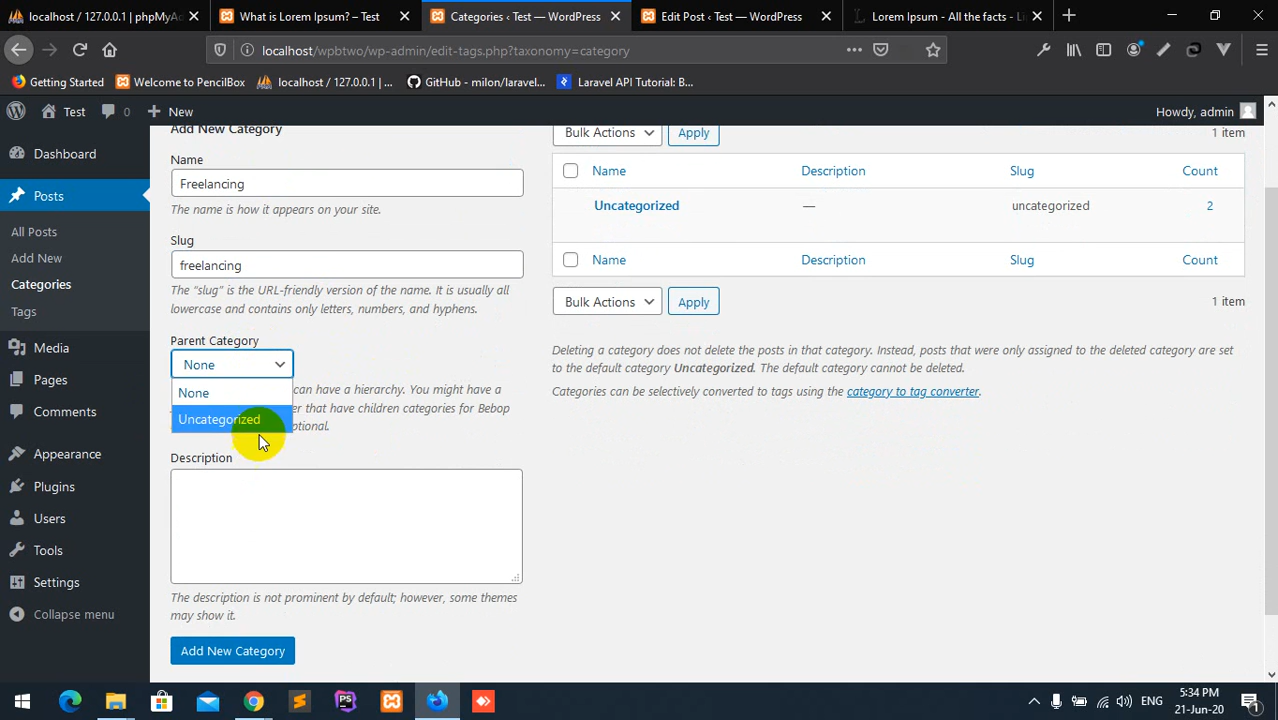 localhost / 127.0.0.1 | phpMyAd
What is Lorem Ipsum? – Test
Categories ‹ Test — WordPress
Edit Post ‹ Test — WordPress
Lorem Ipsum - All the facts - Li
localhost/wpbtwo/wp-admin/edit-tags.php?taxonomy=category
Getting Started
Welcome to PencilBox
localhost / 127.0.0.1 | ...
GitHub - milon/laravel...
Laravel API Tutorial: B...
Test
0
New
Howdy, admin
Dashboard
Posts
All Posts
Add New
Categories
Tags
Media
Pages
Comments
Appearance
Plugins
Users
Tools
Settings
Collapse menu
Add New Category
Name
Freelancing
The name is how it appears on your site.
Slug
freelancing
The "slug" is the URL-friendly version of the name. It is usually all
lowercase and contains only letters, numbers, and hyphens.
Parent Category
None
None
Uncategorized
can have a hierarchy. You might have a
er that have children categories for Bebop
ptional.
Description
The description is not prominent by default; however, some themes
may show it.
Add New Category
Bulk Actions
Apply
1 item
Name Description Slug Count
Uncategorized — uncategorized 2
Name Description Slug Count
Bulk Actions
Apply
1 item
Deleting a category does not delete the posts in that category. Instead, posts that were only assigned to the deleted category are set
to the default category Uncategorized. The default category cannot be deleted.
Categories can be selectively converted to tags using the category to tag converter.
ENG
5:34 PM
21-Jun-20